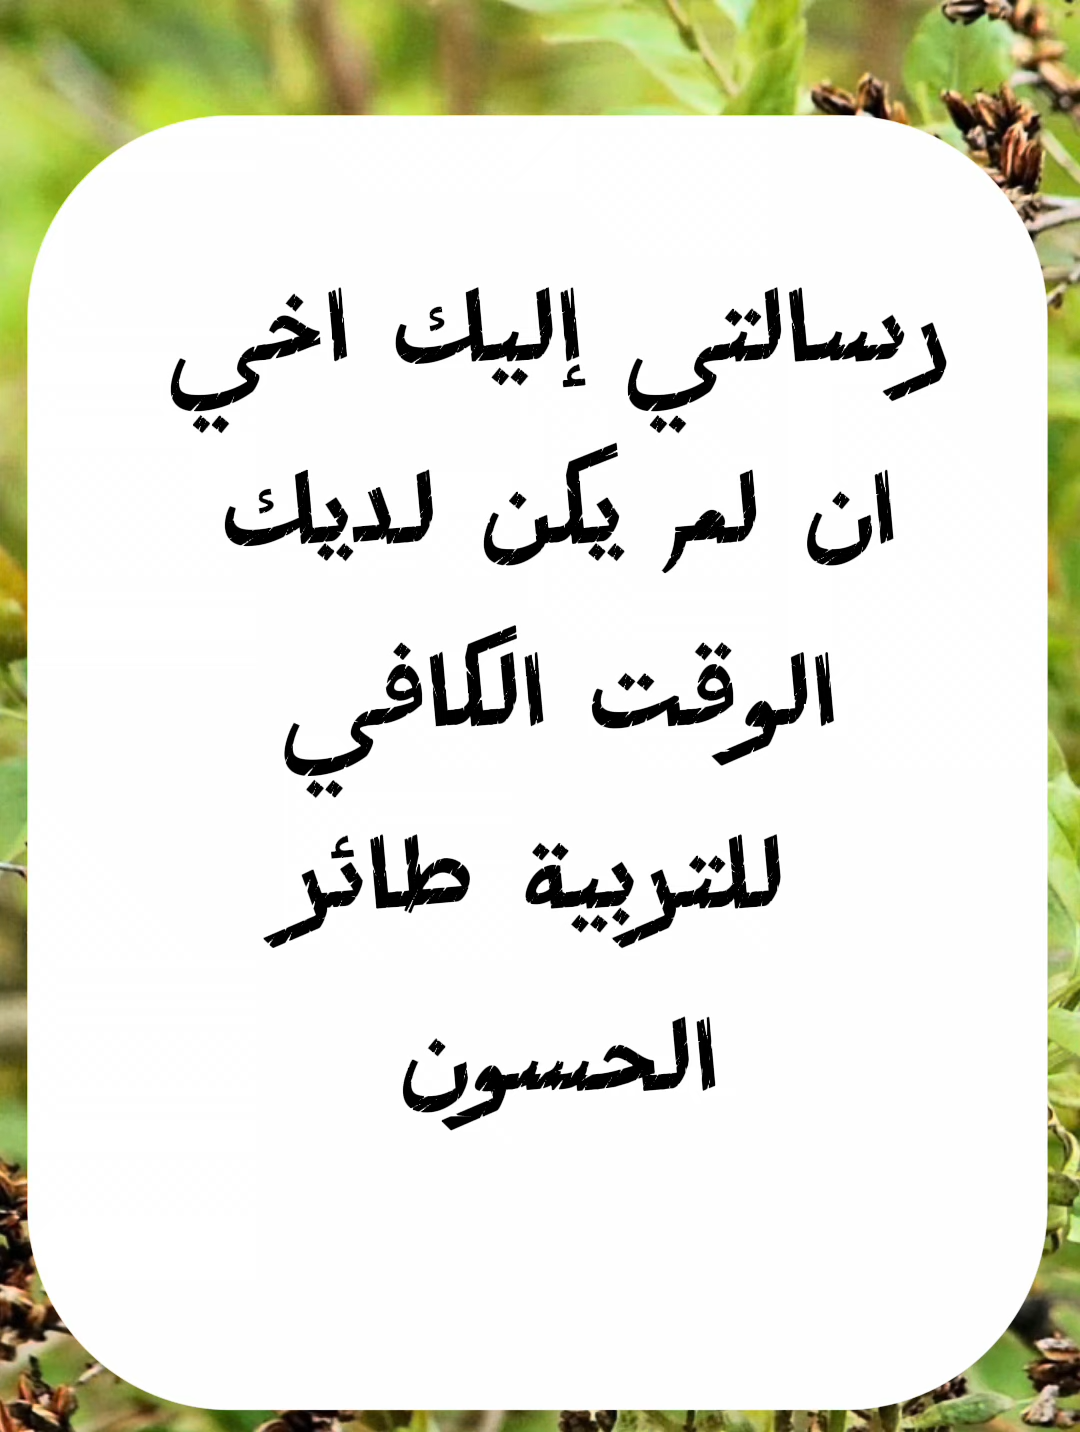 رسالتي إليك اخي
ان لم يكن لديك
الوقت الكافي
للتربية طائر
الحسون